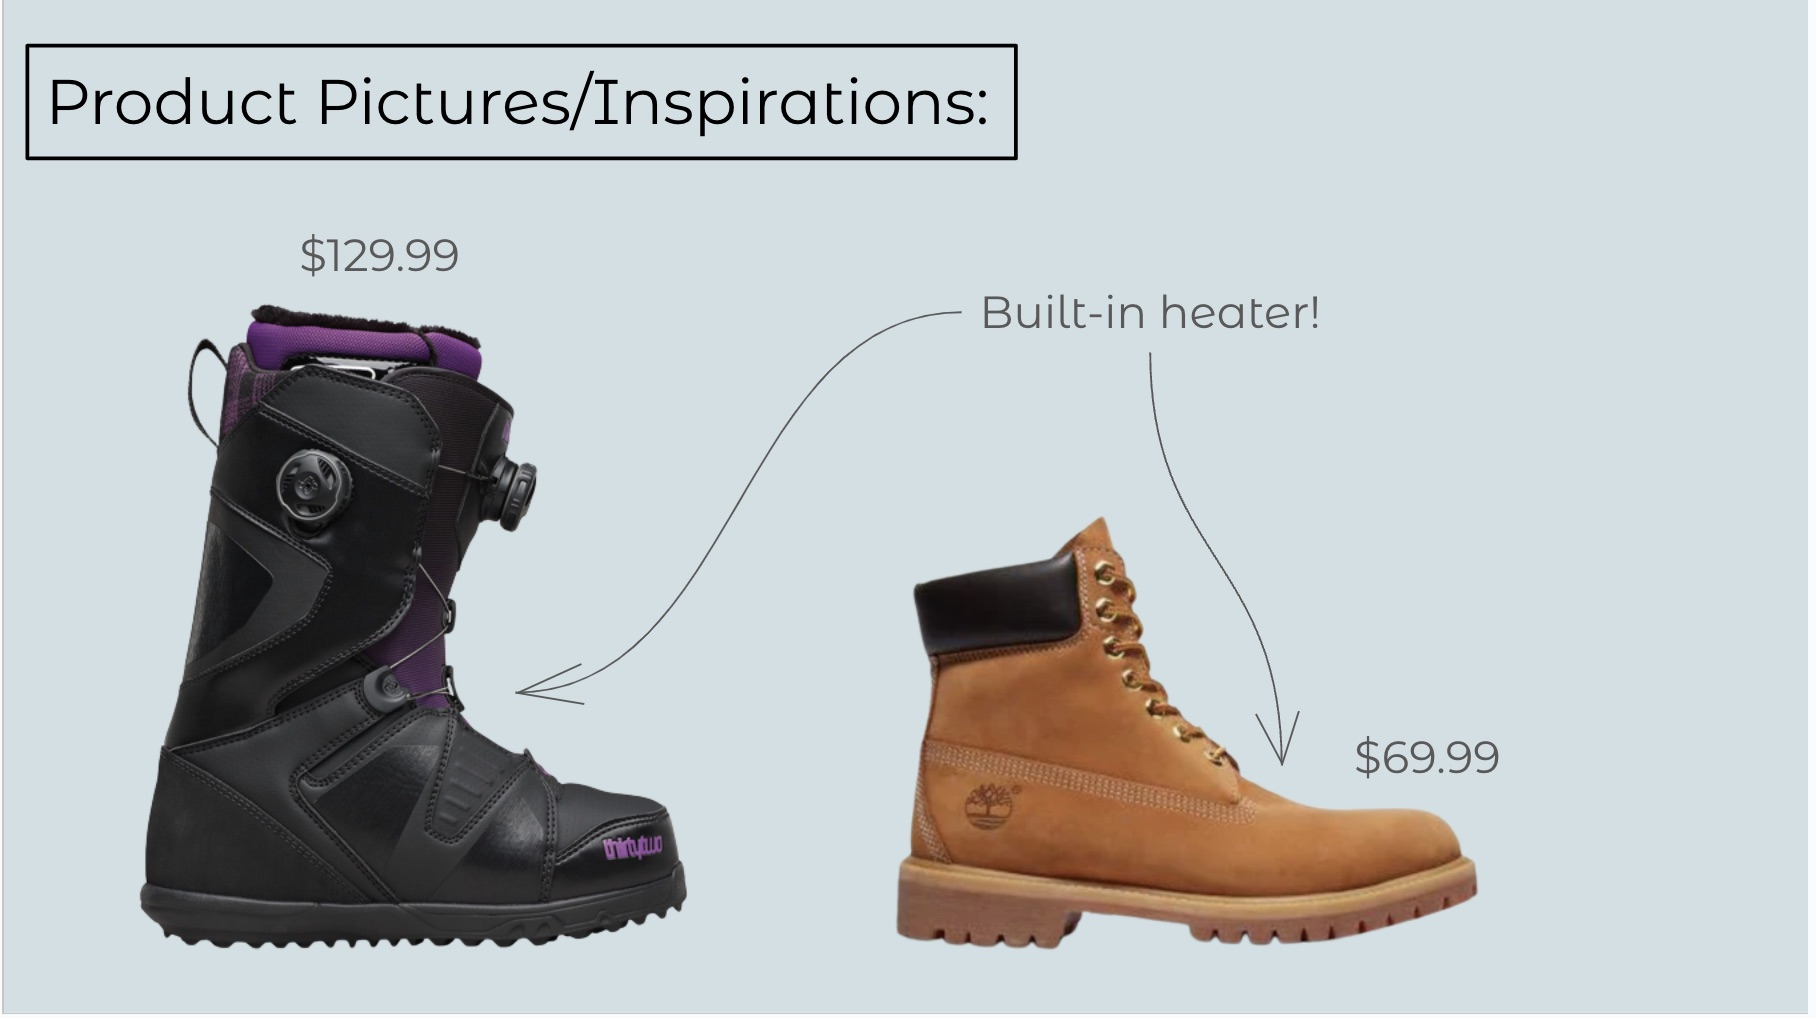 Product Pictures/Inspirations:
$129.99
Built-in heater!
$69.99
thirtytwo